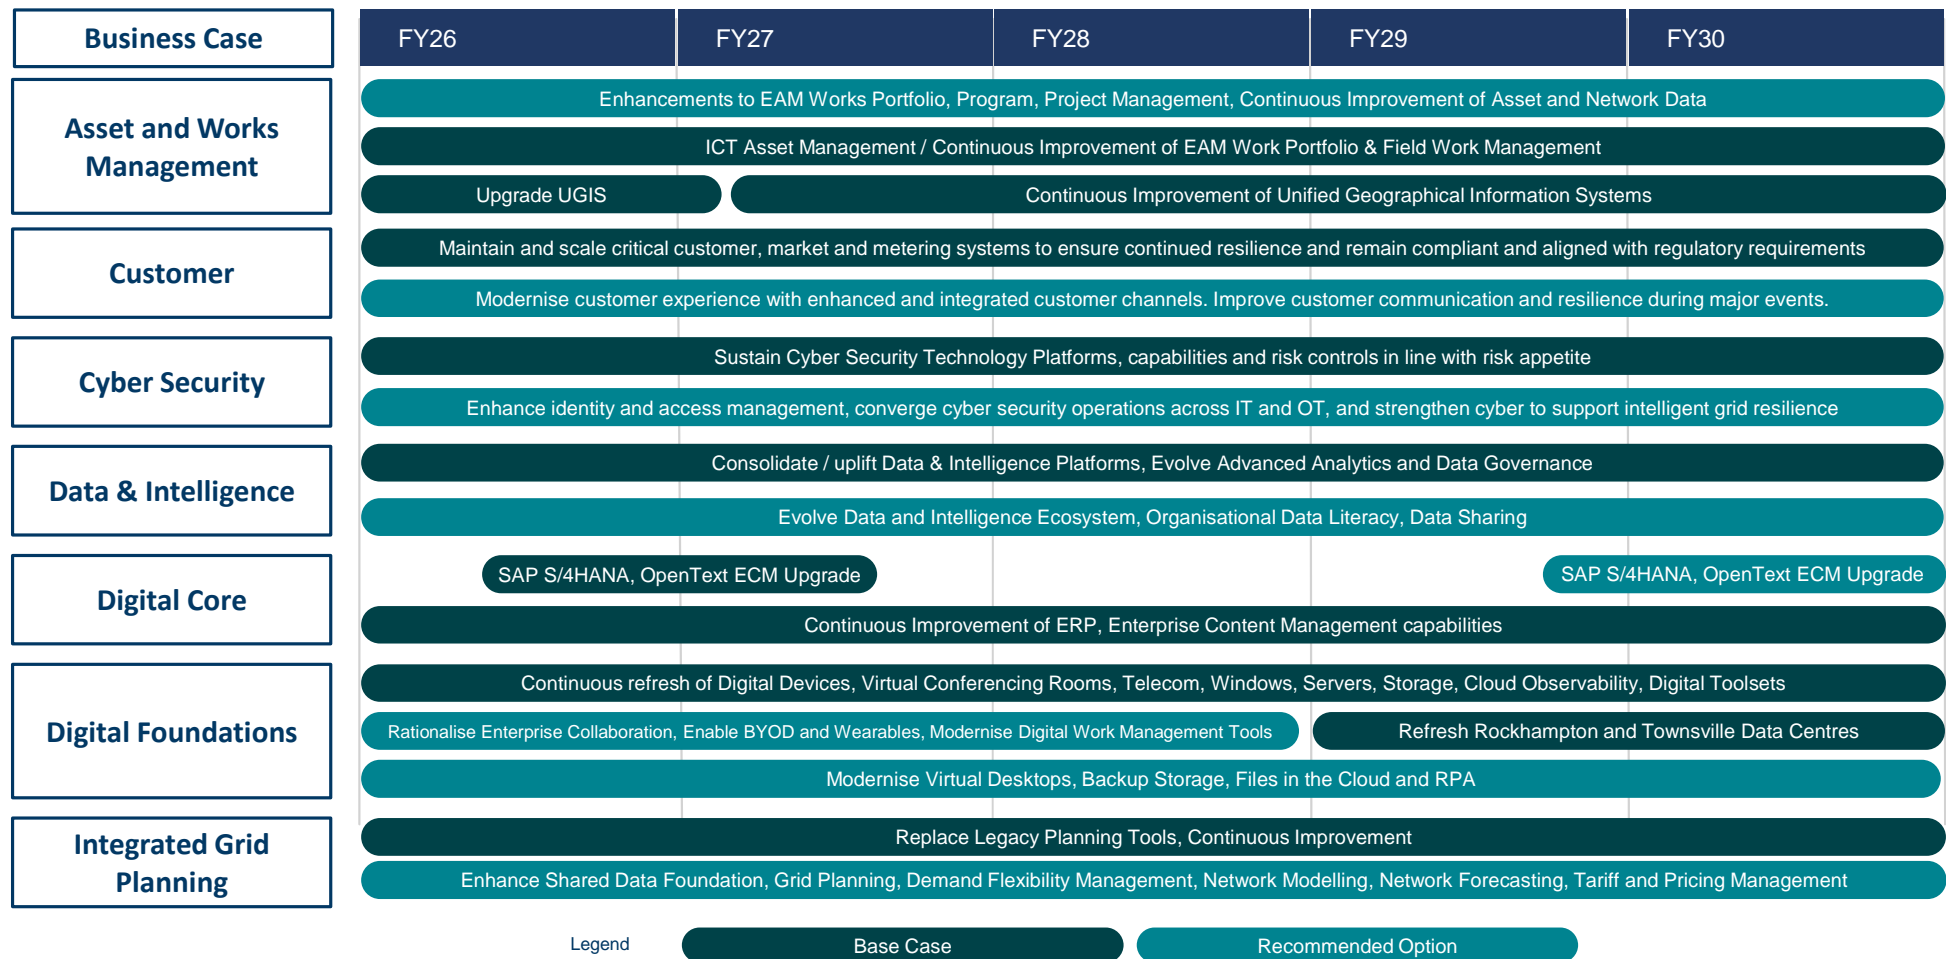 Business Case
FY26
FY27
FY28
FY29
FY30
Asset and Works
Management
Enhancements to EAM Works Portfolio, Program, Project Management, Continuous Improvement of Asset and Network Data
ICT Asset Management / Continuous Improvement of EAM Work Portfolio & Field Work Management
Upgrade UGIS
Continuous Improvement of Unified Geographical Information Systems
Customer
Maintain and scale critical customer, market and metering systems to ensure continued resilience and remain compliant and aligned with regulatory requirements
Modernise customer experience with enhanced and integrated customer channels. Improve customer communication and resilience during major events.
Cyber Security
Sustain Cyber Security Technology Platforms, capabilities and risk controls in line with risk appetite
Enhance identity and access management, converge cyber security operations across IT and OT, and strengthen cyber to support intelligent grid resilience
Data & Intelligence
Consolidate / uplift Data & Intelligence Platforms, Evolve Advanced Analytics and Data Governance
Evolve Data and Intelligence Ecosystem, Organisational Data Literacy, Data Sharing
Digital Core
SAP S/4HANA, OpenText ECM Upgrade
SAP S/4HANA, OpenText ECM Upgrade
Continuous Improvement of ERP, Enterprise Content Management capabilities
Digital Foundations
Continuous refresh of Digital Devices, Virtual Conferencing Rooms, Telecom, Windows, Servers, Storage, Cloud Observability, Digital Toolsets
Rationalise Enterprise Collaboration, Enable BYOD and Wearables, Modernise Digital Work Management Tools
Refresh Rockhampton and Townsville Data Centres
Modernise Virtual Desktops, Backup Storage, Files in the Cloud and RPA
Integrated Grid
Planning
Replace Legacy Planning Tools, Continuous Improvement
Enhance Shared Data Foundation, Grid Planning, Demand Flexibility Management, Network Modelling, Network Forecasting, Tariff and Pricing Management
Legend
Base Case
Recommended Option